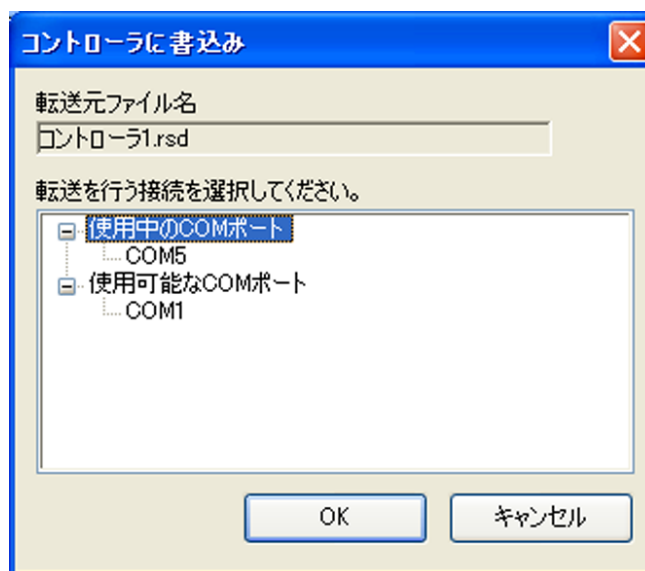 コントローラに書込み
転送元ファイル名
コントローラ1.rsd
転送を行う接続を選択してください。
使用中のCOMポート
COM5
使用可能なCOMポート
COM1
OK
キャンセル